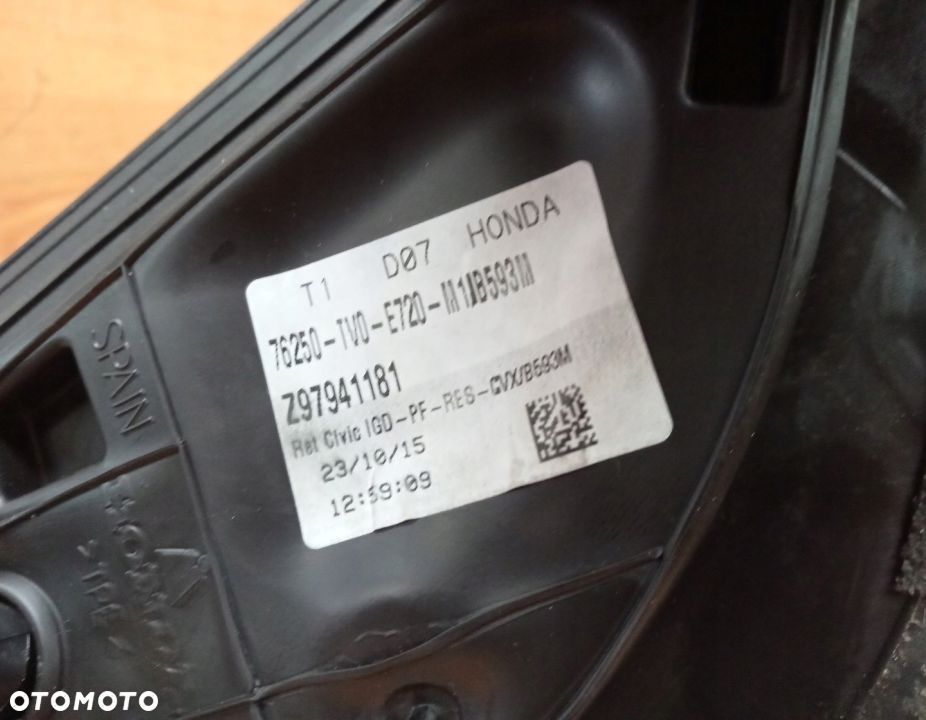 T1 D07 HONDA
76250-TV0-E720-M1
Z97941181
Ret Civic IGD-PF-RES-CVX/B593M
23/10/15
12:59:09
SPAIN
OTOMOTO